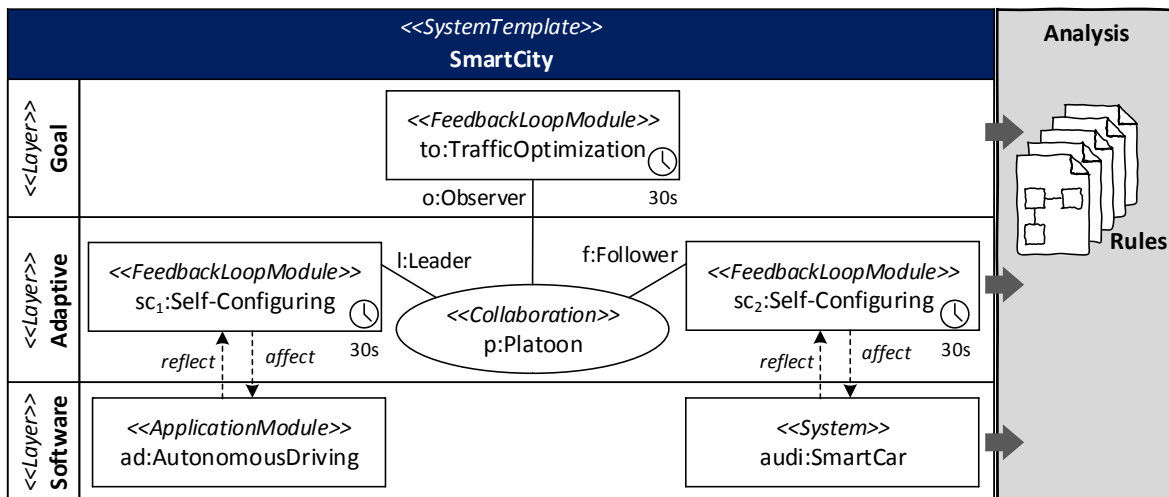 <<SystemTemplate>>
SmartCity
Analysis
<<Layer>>
Goal
<<FeedbackLoopModule>>
to:TrafficOptimization
30s
o:Observer
Rules
<<Layer>>
Adaptive
<<FeedbackLoopModule>>
sc1:Self-Configuring
30s
l:Leader
f:Follower
<<Collaboration>>
p:Platoon
<<FeedbackLoopModule>>
sc2:Self-Configuring
30s
reflect
affect
reflect
affect
<<Layer>>
Software
<<ApplicationModule>>
ad:AutonomousDriving
<<System>>
audi:SmartCar